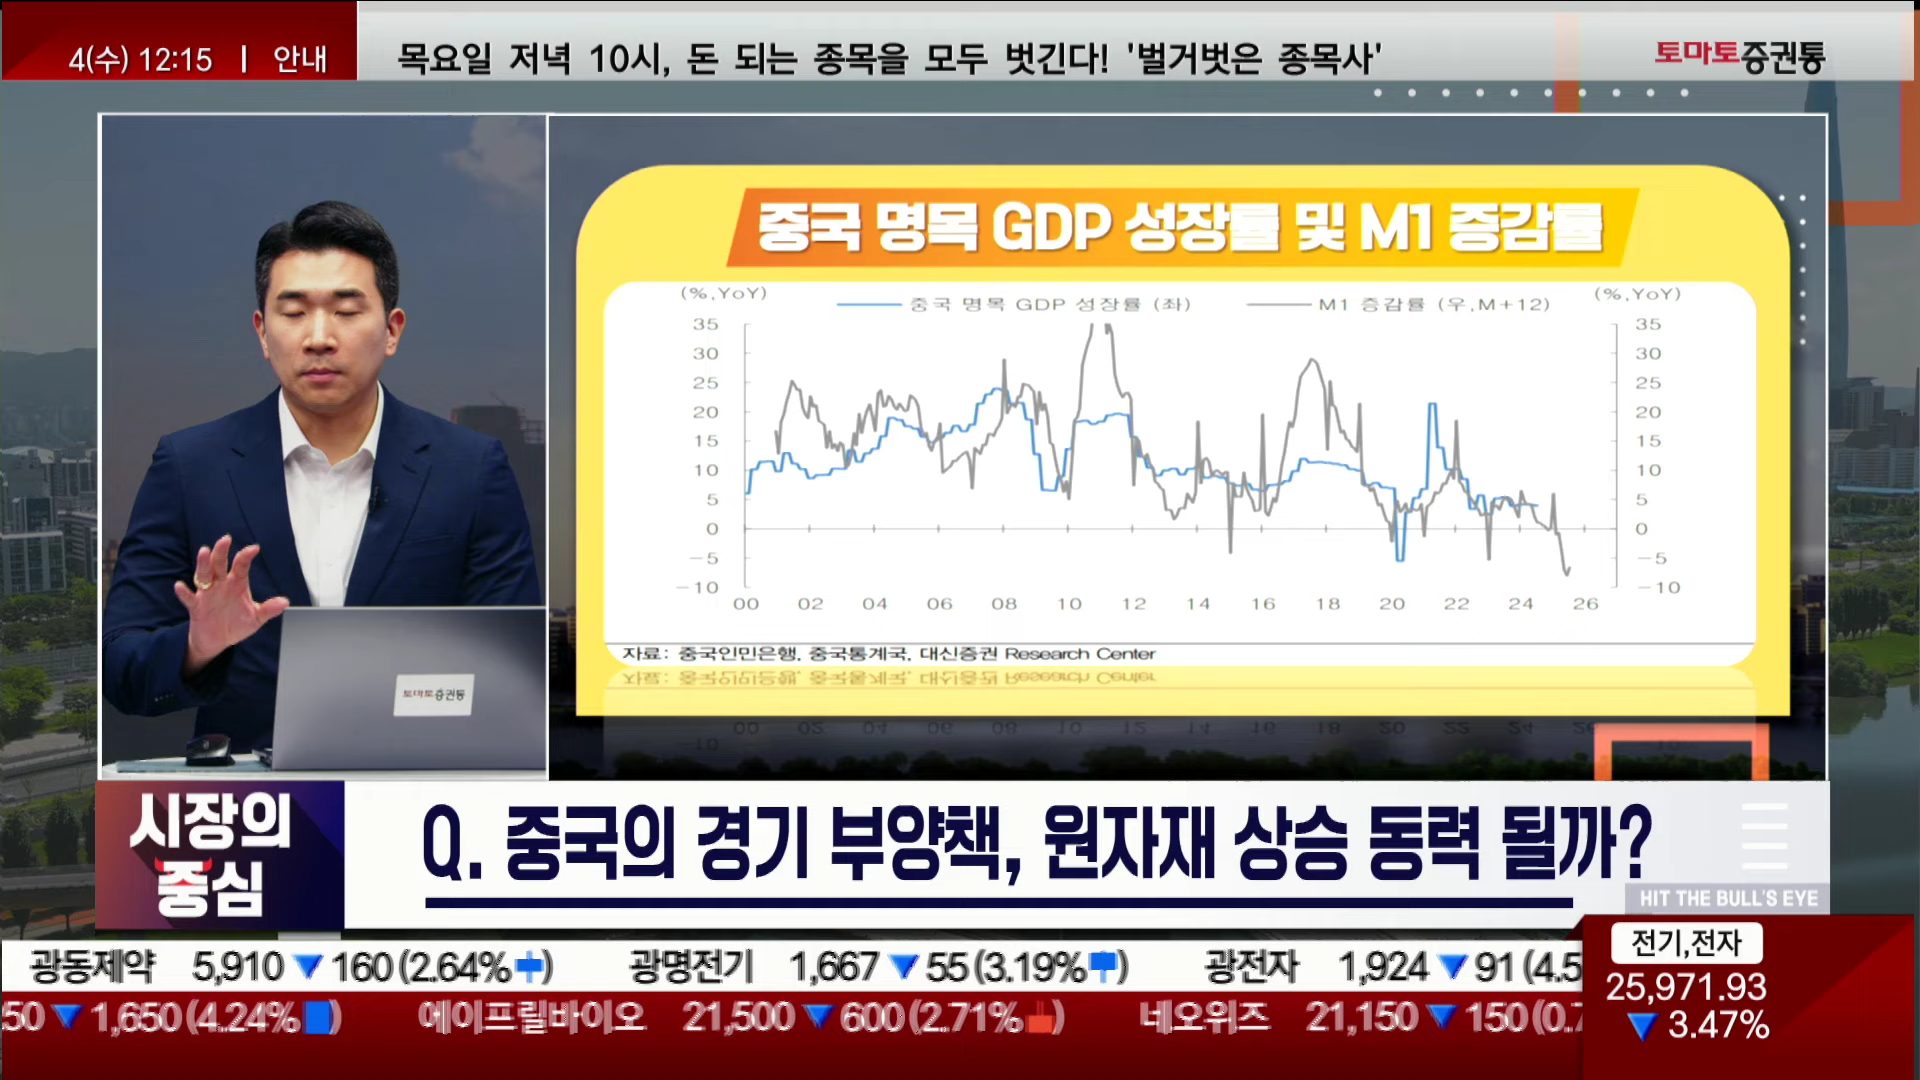 4(수) 12:15 | 안내
목요일 저녁 10시, 돈 되는 종목을 모두 벗긴다! '벌거벗은 종목사'
토마토증권통
중국 명목 GDP 성장률 및 M1 증감률
(%,YoY)
중국 명목 GDP 성장률 (좌)
M1 증감률 (우,M+12)
(%,YoY)
35 35
30 30
25 25
20 20
15 15
10 10
5 5
0 0
-5 -5
-10 -10
00 02 04 06 08 10 12 14 16 18 20 22 24 26
자료: 중국인민은행, 중국통계국, 대신증권 Research Center
토마토증권통
시장의
중심
Q. 중국의 경기 부양책, 원자재 상승 동력 될까?
HIT THE BULL'S EYE
광동제약 5,910 ▼ 160(2.64%) 광명전기 1,667 ▼ 55(3.19%) 광전자 1,924 ▼ 91(4.5
50 ▼ 1,650(4.24%) 에이프릴바이오 21,500 ▼ 600(2.71%) 네오위즈 21,150 ▼ 150(0.7
전기,전자
25,971.93
▼ 3.47%